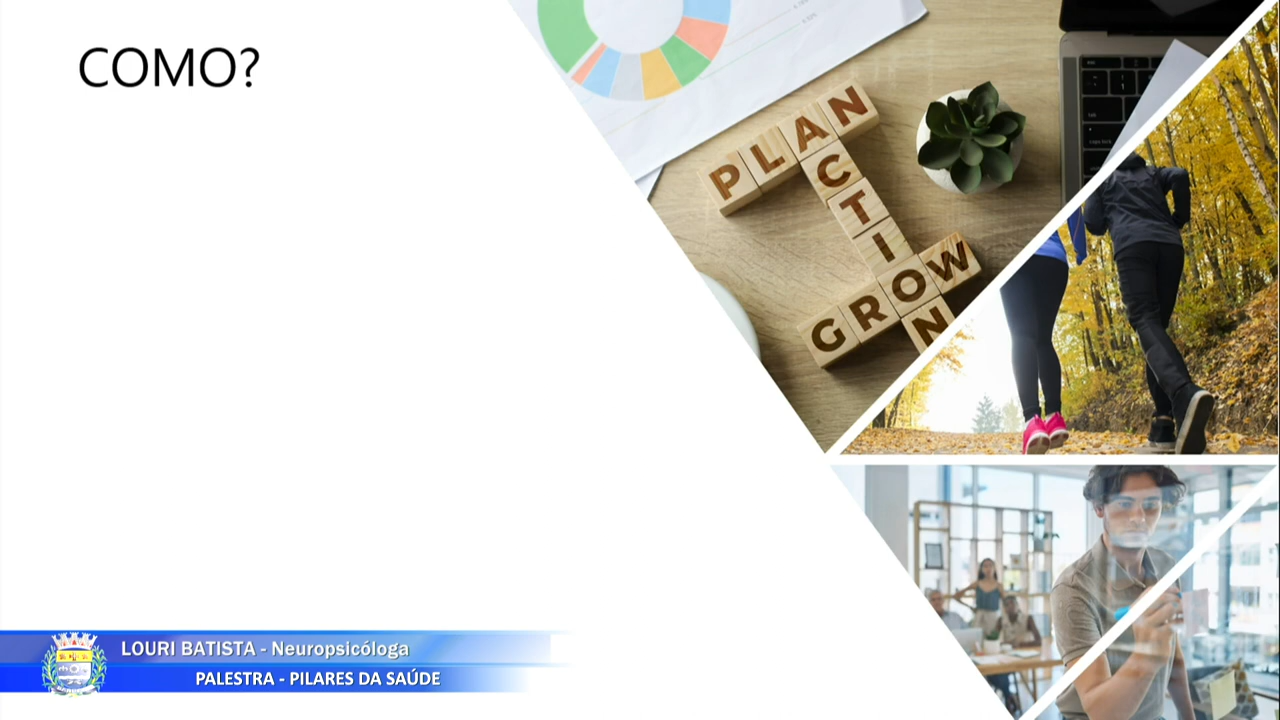 COMO?
PLAN
ACTION
GROW
LOURI BATISTA - Neuropsicóloga
PALESTRA - PILARES DA SAÚDE